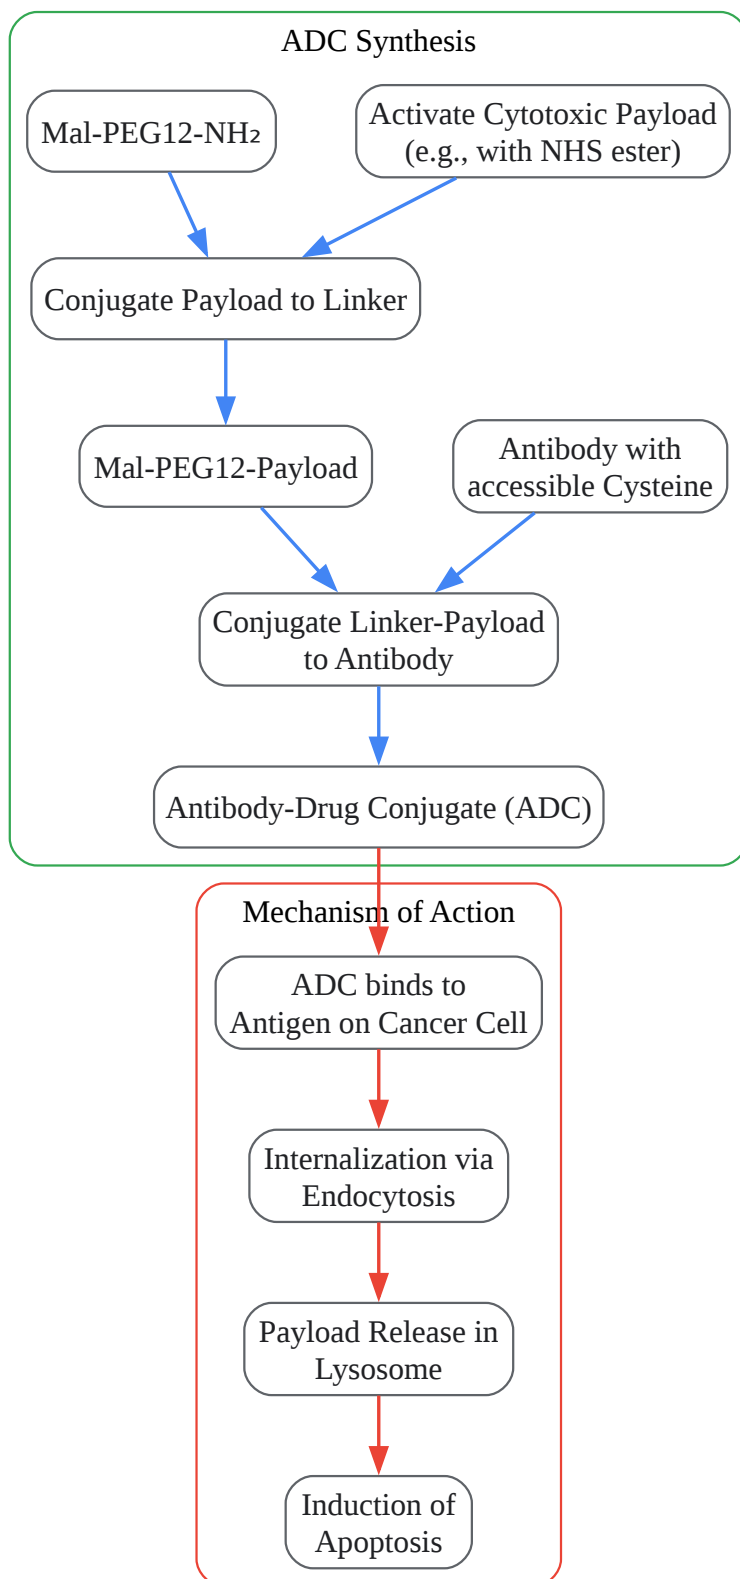 ADC Synthesis
Mal-PEG12-NH₂
Activate Cytotoxic Payload
(e.g., with NHS ester)
Conjugate Payload to Linker
Mal-PEG12-Payload
Antibody with
accessible Cysteine
Conjugate Linker-Payload
to Antibody
Antibody-Drug Conjugate (ADC)
Mechanism of Action
ADC binds to
Antigen on Cancer Cell
Internalization via
Endocytosis
Payload Release in
Lysosome
Induction of
Apoptosis